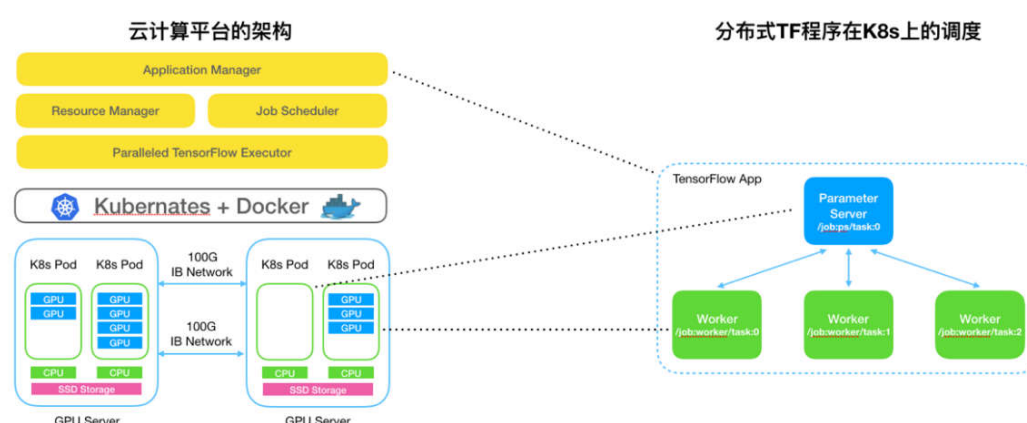 云计算平台的架构
Application Manager
Resource Manager
Job Scheduler
Paralleled TensorFlow Executor
Kubernates + Docker
K8s Pod
K8s Pod
100G
IB Network
K8s Pod
K8s Pod
GPU
GPU
GPU
GPU
GPU
GPU
GPU
GPU
GPU
100G
IB Network
CPU
CPU
CPU
CPU
SSD Storage
SSD Storage
GPU Server
GPU Server
分布式TF程序在K8s上的调度
TensorFlow App
Parameter
Server
/job:ps/task:0
Worker
/job:worker/task:0
Worker
/job:worker/task:1
Worker
/job:worker/task:2